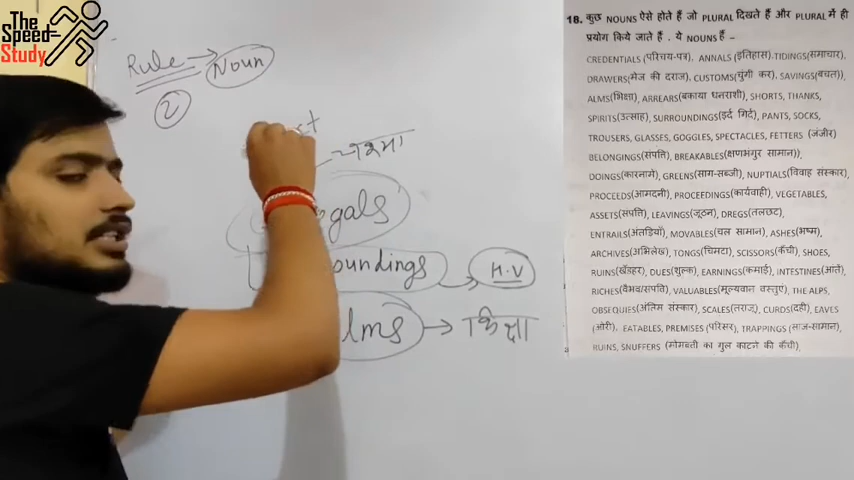 The
Speed-
Study
Rule → Noun
2
चश्मा
gals
oundings → H.V
lms → भिक्षा
18. कुछ NOUNS ऐसे होते हैं जो PLURAL दिखते हैं और PLURAL में ही
प्रयोग किये जाते हैं . ये NOUNS हैं –
CREDENTIALS (परिचय-पत्र), ANNALS (इतिहास).TIDINGS(समाचार),
DRAWERS(मेज की दराज), CUSTOMS(चुंगी कर), SAVINGS(बचत),
ALMS(भिक्षा), ARREARS(बकाया धनराशी), SHORTS, THANKS,
SPIRITS(उत्साह), SURROUNDINGS(इर्द गिर्द), PANTS, SOCKS,
TROUSERS, GLASSES, GOGGLES, SPECTACLES, FETTERS (जंजीर)
BELONGINGS(संपति), BREAKABLES(क्षणभंगुर सामान)),
DOINGS(कारनामे), GREENS(साग-सब्जी), NUPTIALS(विवाह संस्कार),
PROCEEDS(आमदनी), PROCEEDINGS(कार्यवाही), VEGETABLES,
ASSETS(संपति), LEAVINGS(जूठन), DREGS(तलछट),
ENTRAILS(अंतड़ियाँ) MOVABLES(चल सामान), ASHES(भष्म),
ARCHIVES(अभिलेख), TONGS(चिमटा), SCISSORS(कैंची), SHOES,
RUINS(खँडहर), DUES(शुल्क), EARNINGS(कमाई), INTESTINES(आंतें),
RICHES(वैभव/संपति), VALUABLES(मूल्यवान वस्तुएं), THE ALPS,
OBSEQUIES(अंतिम संस्कार), SCALES(तराजू), CURDS(दही), EAVES
(ओरी), EATABLES, PREMISES (परिसर), TRAPPINGS (साज-सामान),
RUINS, SNUFFERS (मोमबती का गुल काटने की कैंची),